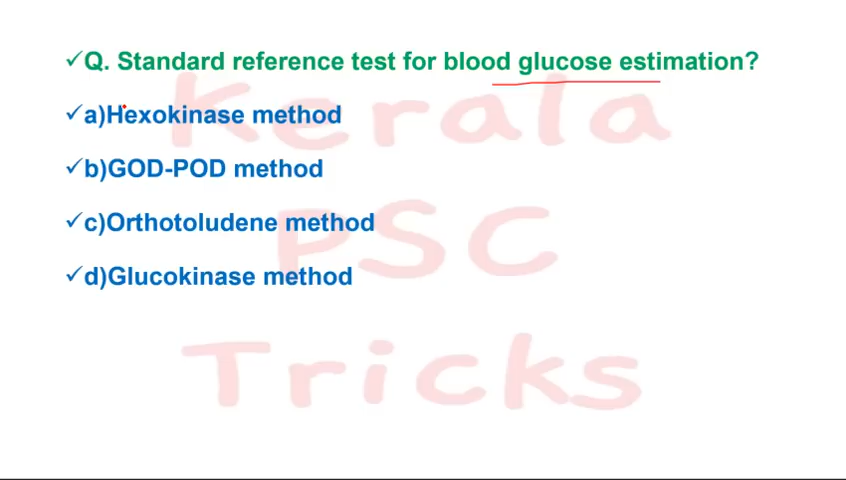 ✓Q. Standard reference test for blood glucose estimation?
✓a)Hexokinase method
✓b)GOD-POD method
✓c)Orthotoludene method
✓d)Glucokinase method
Kerala
PSC
Tricks